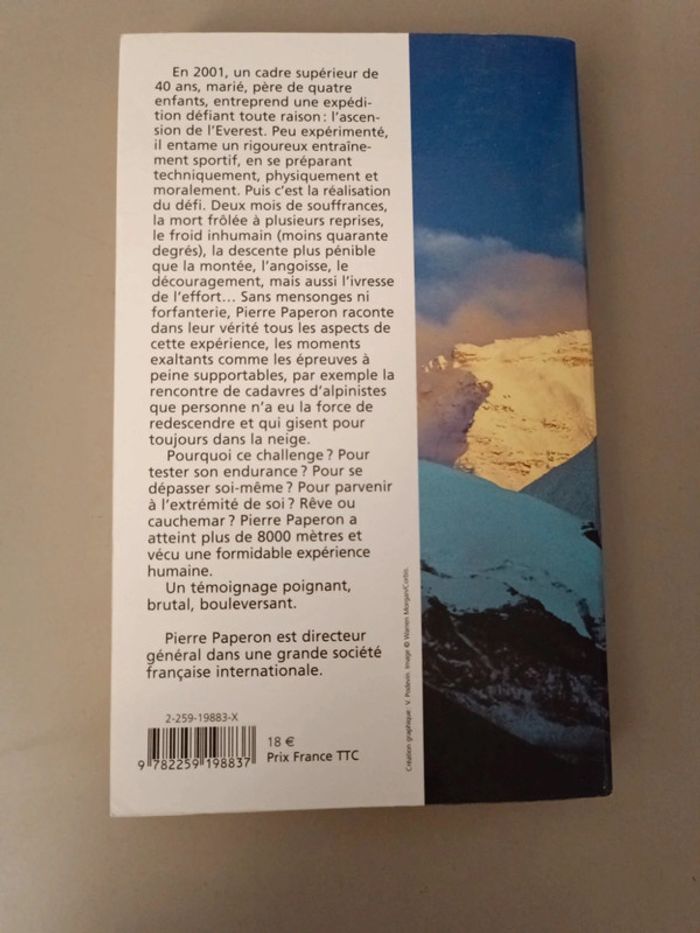 En 2001, un cadre supérieur de
40 ans, marié, père de quatre
enfants, entreprend une expédi-
tion défiant toute raison : l'ascen-
sion de l'Everest. Peu expérimenté,
il entame un rigoureux entraîne-
ment sportif, en se préparant
techniquement, physiquement et
moralement. Puis c'est la réalisation
du défi. Deux mois de souffrances,
la mort frôlée à plusieurs reprises,
le froid inhumain (moins quarante
degrés), la descente plus pénible
que la montée, l'angoisse, le
découragement, mais aussi l'ivresse
de l'effort... Sans mensonges ni
forfanterie, Pierre Paperon raconte
dans leur vérité tous les aspects de
cette expérience, les moments
exaltants comme les épreuves à
peine supportables, par exemple la
rencontre de cadavres d'alpinistes
que personne n'a eu la force de
redescendre et qui gisent pour
toujours dans la neige.
Pourquoi ce challenge ? Pour
tester son endurance ? Pour se
dépasser soi-même ? Pour parvenir
à l'extrémité de soi ? Rêve ou
cauchemar ? Pierre Paperon a
atteint plus de 8000 mètres et
vécu une formidable expérience
humaine.
Un témoignage poignant,
brutal, bouleversant.
Pierre Paperon est directeur
général dans une grande société
française internationale.
2-259-19883-X
9 782259 198837
18 €
Prix France TTC
Création graphique : V. Podevin. Image © Warren Morgan/Corbis.